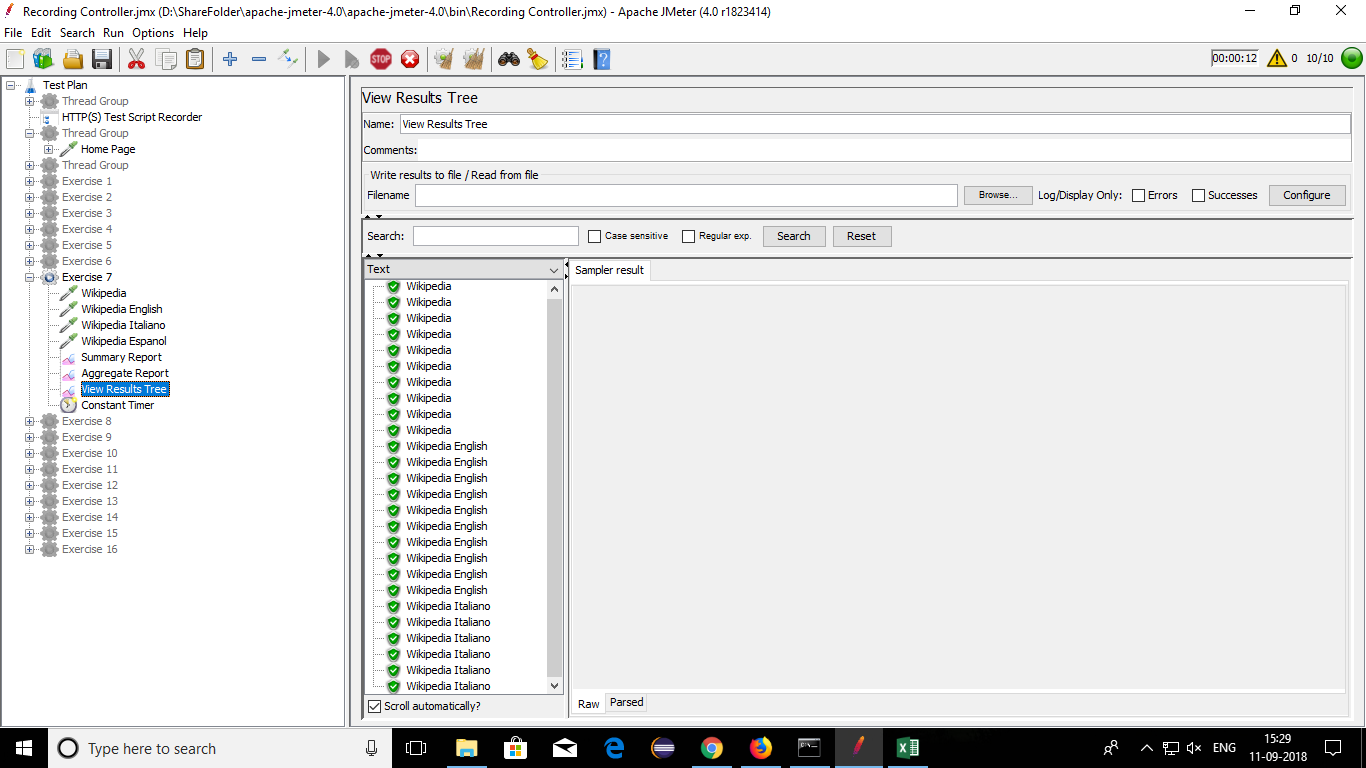 Recording Controller.jmx (D:\ShareFolder\apache-jmeter-4.0\apache-jmeter-4.0\bin\Recording Controller.jmx) - Apache JMeter (4.0 r1823414)
File Edit Search Run Options Help
STOP
00:00:12 0 10/10
Test Plan
Thread Group
HTTP(S) Test Script Recorder
Thread Group
Home Page
Thread Group
Exercise 1
Exercise 2
Exercise 3
Exercise 4
Exercise 5
Exercise 6
Exercise 7
Wikipedia
Wikipedia English
Wikipedia Italiano
Wikipedia Espanol
Summary Report
Aggregate Report
View Results Tree
Constant Timer
Exercise 8
Exercise 9
Exercise 10
Exercise 11
Exercise 12
Exercise 13
Exercise 14
Exercise 15
Exercise 16
View Results Tree
Name: View Results Tree
Comments:
Write results to file / Read from file
Filename Browse... Log/Display Only: Errors Successes Configure
Search: Case sensitive Regular exp. Search Reset
Text
Wikipedia
Wikipedia
Wikipedia
Wikipedia
Wikipedia
Wikipedia
Wikipedia
Wikipedia
Wikipedia
Wikipedia
Wikipedia English
Wikipedia English
Wikipedia English
Wikipedia English
Wikipedia English
Wikipedia English
Wikipedia English
Wikipedia English
Wikipedia English
Wikipedia English
Wikipedia Italiano
Wikipedia Italiano
Wikipedia Italiano
Wikipedia Italiano
Wikipedia Italiano
Wikipedia Italiano
Scroll automatically?
Sampler result
Raw Parsed
Type here to search
ENG
15:29
11-09-2018